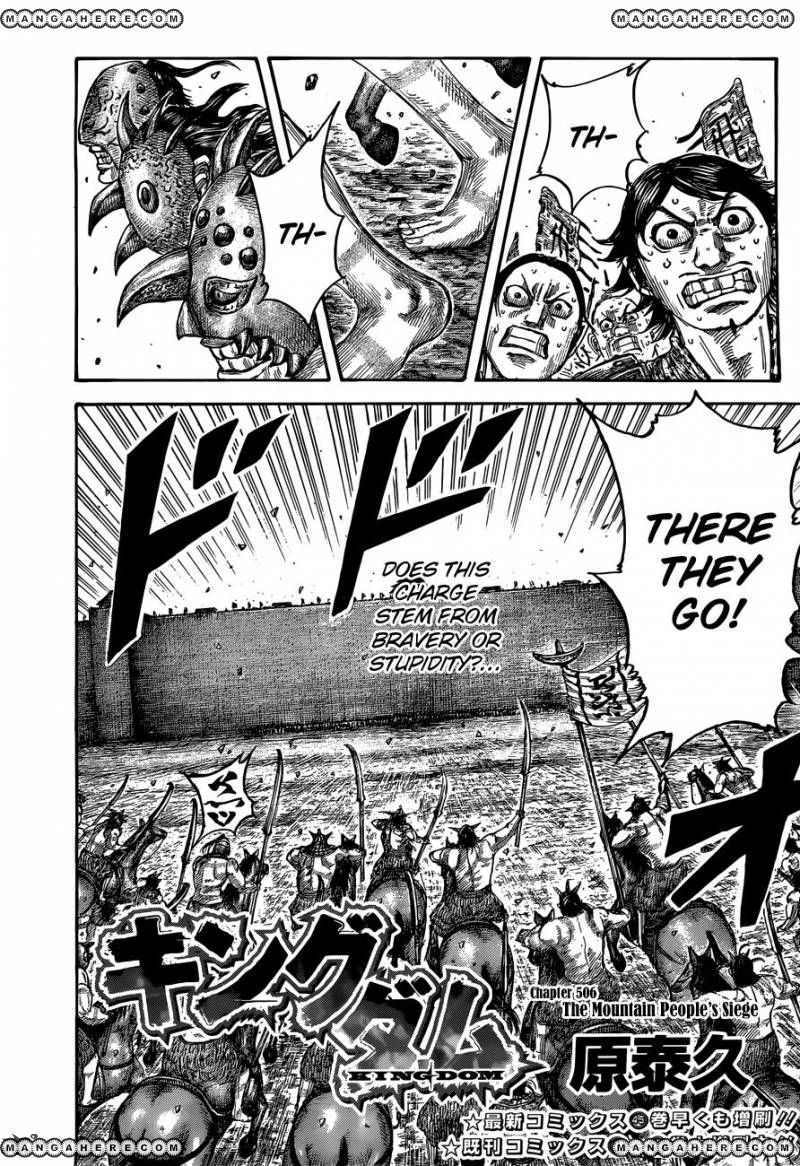 MANGAHERE.COM
MANGAHERE.COM
TH-
TH-
THERE
THEY
GO!
ドドオ
DOES THIS
CHARGE
STEM FROM
BRAVERY OR
STUPIDITY?...
キングダム
KINGDOM
Chapter 506
The Mountain People's Siege
原泰久
★最新コミックス㊺巻早くも増刷!!
★既刊コミックス
MANGAHERE.COM
MANGAHERE.COM